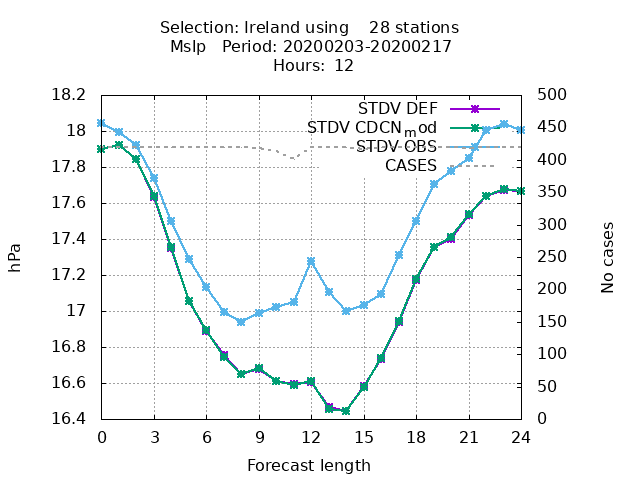 Selection: Ireland using    28 stations
Mslp   Period: 20200203-20200217
Hours:  12
STDV DEF
STDV CDCNmod
STDV OBS
CASES
18.2
18
17.8
17.6
17.4
17.2
17
16.8
16.6
16.4
500
450
400
350
300
250
200
150
100
50
0
hPa
No cases
0 3 6 9 12 15 18 21 24
Forecast length